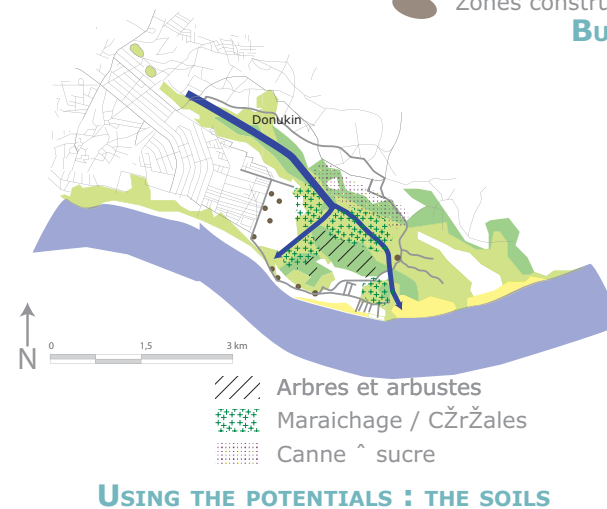 Zones constru
BU
Donukin
N
0 1,5 3 km
Arbres et arbustes
Maraichage / CŽrŽales
Canne ˆ sucre
USING THE POTENTIALS : THE SOILS